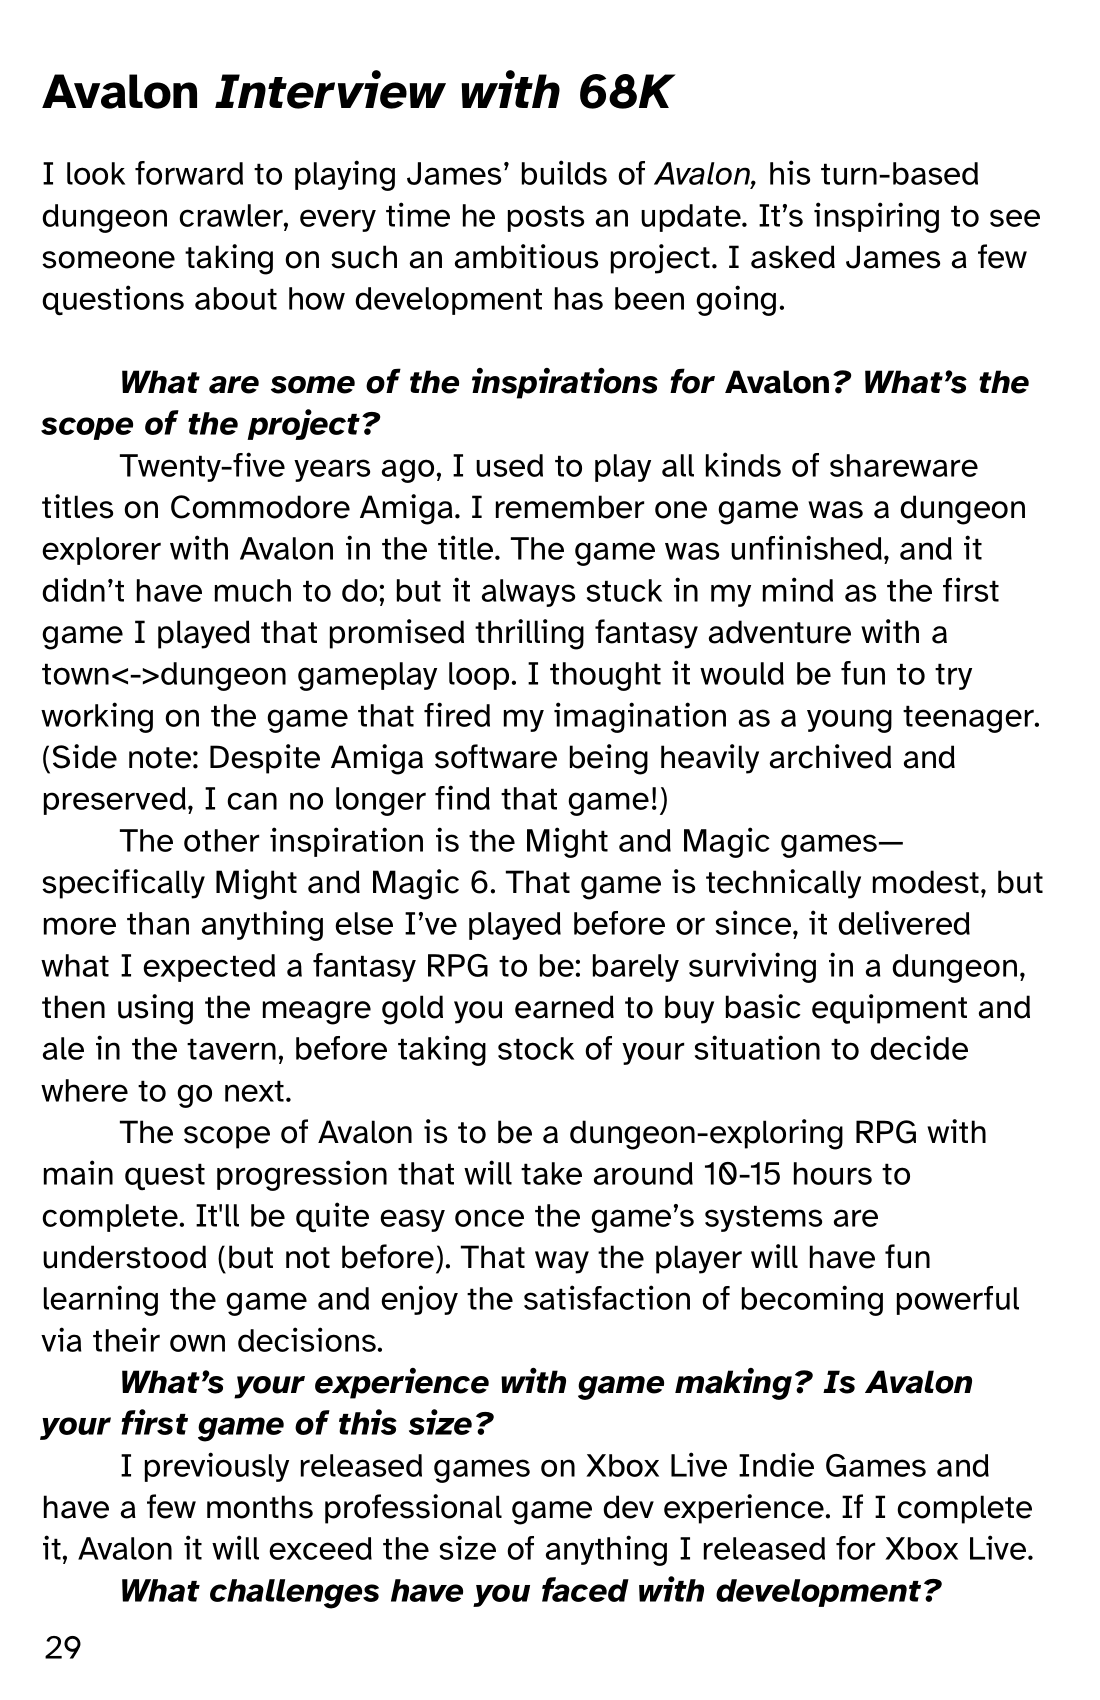 Avalon Interview with 68K
I look forward to playing James’ builds of Avalon, his turn-based
dungeon crawler, every time he posts an update. It’s inspiring to see
someone taking on such an ambitious project. I asked James a few
questions about how development has been going.
What are some of the inspirations for Avalon? What’s the
scope of the project?
Twenty-five years ago, I used to play all kinds of shareware
titles on Commodore Amiga. I remember one game was a dungeon
explorer with Avalon in the title. The game was unfinished, and it
didn’t have much to do; but it always stuck in my mind as the first
game I played that promised thrilling fantasy adventure with a
town<->dungeon gameplay loop. I thought it would be fun to try
working on the game that fired my imagination as a young teenager.
(Side note: Despite Amiga software being heavily archived and
preserved, I can no longer find that game!)
The other inspiration is the Might and Magic games—
specifically Might and Magic 6. That game is technically modest, but
more than anything else I’ve played before or since, it delivered
what I expected a fantasy RPG to be: barely surviving in a dungeon,
then using the meagre gold you earned to buy basic equipment and
ale in the tavern, before taking stock of your situation to decide
where to go next.
The scope of Avalon is to be a dungeon-exploring RPG with
main quest progression that will take around 10-15 hours to
complete. It'll be quite easy once the game’s systems are
understood (but not before). That way the player will have fun
learning the game and enjoy the satisfaction of becoming powerful
via their own decisions.
What’s your experience with game making? Is Avalon
your first game of this size?
I previously released games on Xbox Live Indie Games and
have a few months professional game dev experience. If I complete
it, Avalon it will exceed the size of anything I released for Xbox Live.
What challenges have you faced with development?
29